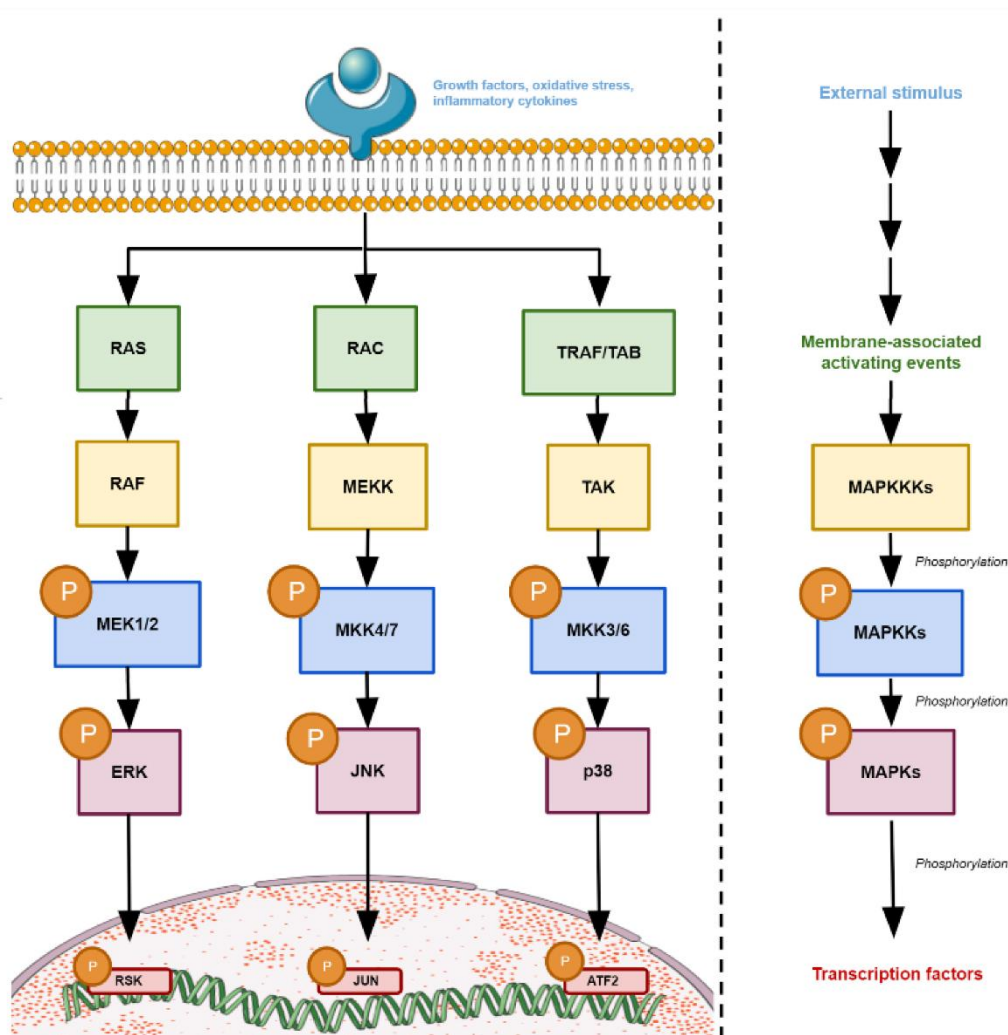 Growth factors, oxidative stress,
inflammatory cytokines
RAS
RAC
TRAF/TAB
RAF
MEKK
TAK
P
MEK1/2
P
MKK4/7
P
MKK3/6
P
ERK
P
JNK
P
p38
P
RSK
P
JUN
P
ATF2
External stimulus
Membrane-associated
activating events
MAPKKKs
Phosphorylation
P
MAPKKs
Phosphorylation
P
MAPKs
Phosphorylation
Transcription factors